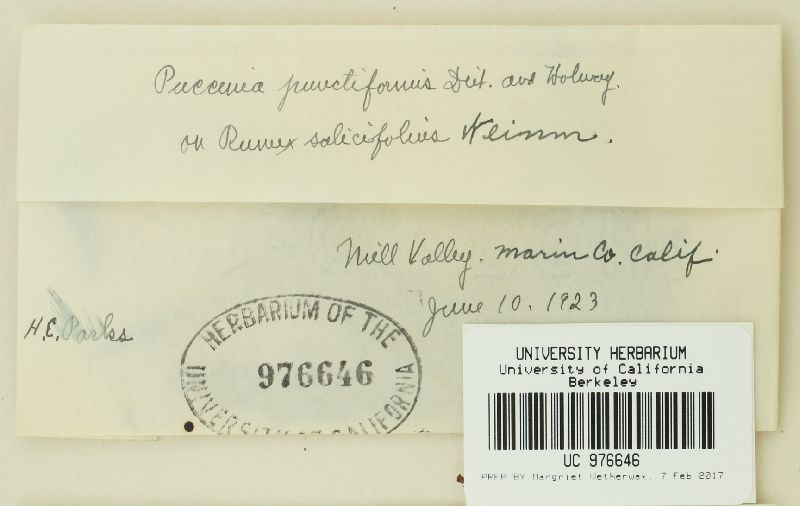 Puccinia punctiformis Diet. and Holway.
on Rumex salicifolius Weinm.
Mill Valley. Marin Co. Calif.
June 10. 1923
H.E. Parks
HERBARIUM OF THE
976646
UNIVERSITY OF CALIFORNIA
UNIVERSITY HERBARIUM
University of California
Berkeley
UC 976646
PREP BY Margriet Wetherwax, 7 Feb 2017